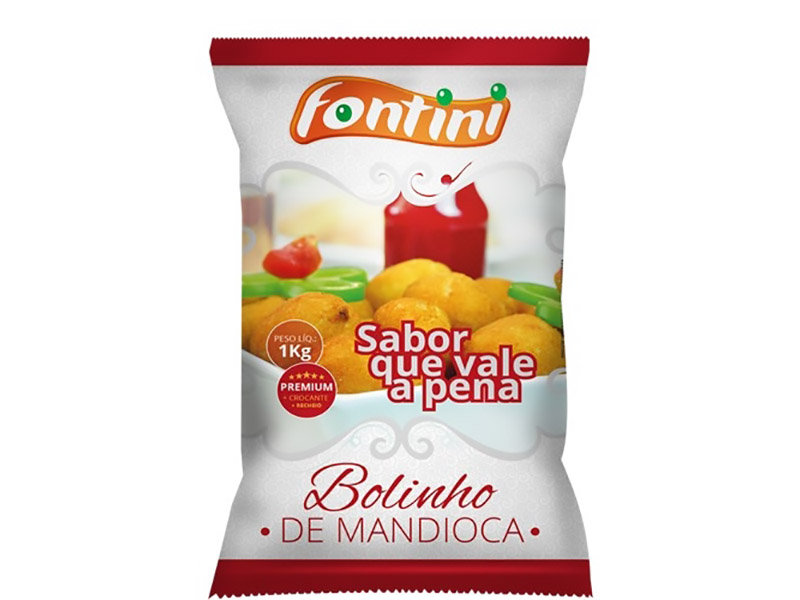 fontini
PESO LÍQ.:
1Kg
PREMIUM
+ CROCANTE
+ RECHEIO
Sabor
que vale
a pena
Bolinho
• DE MANDIOCA •